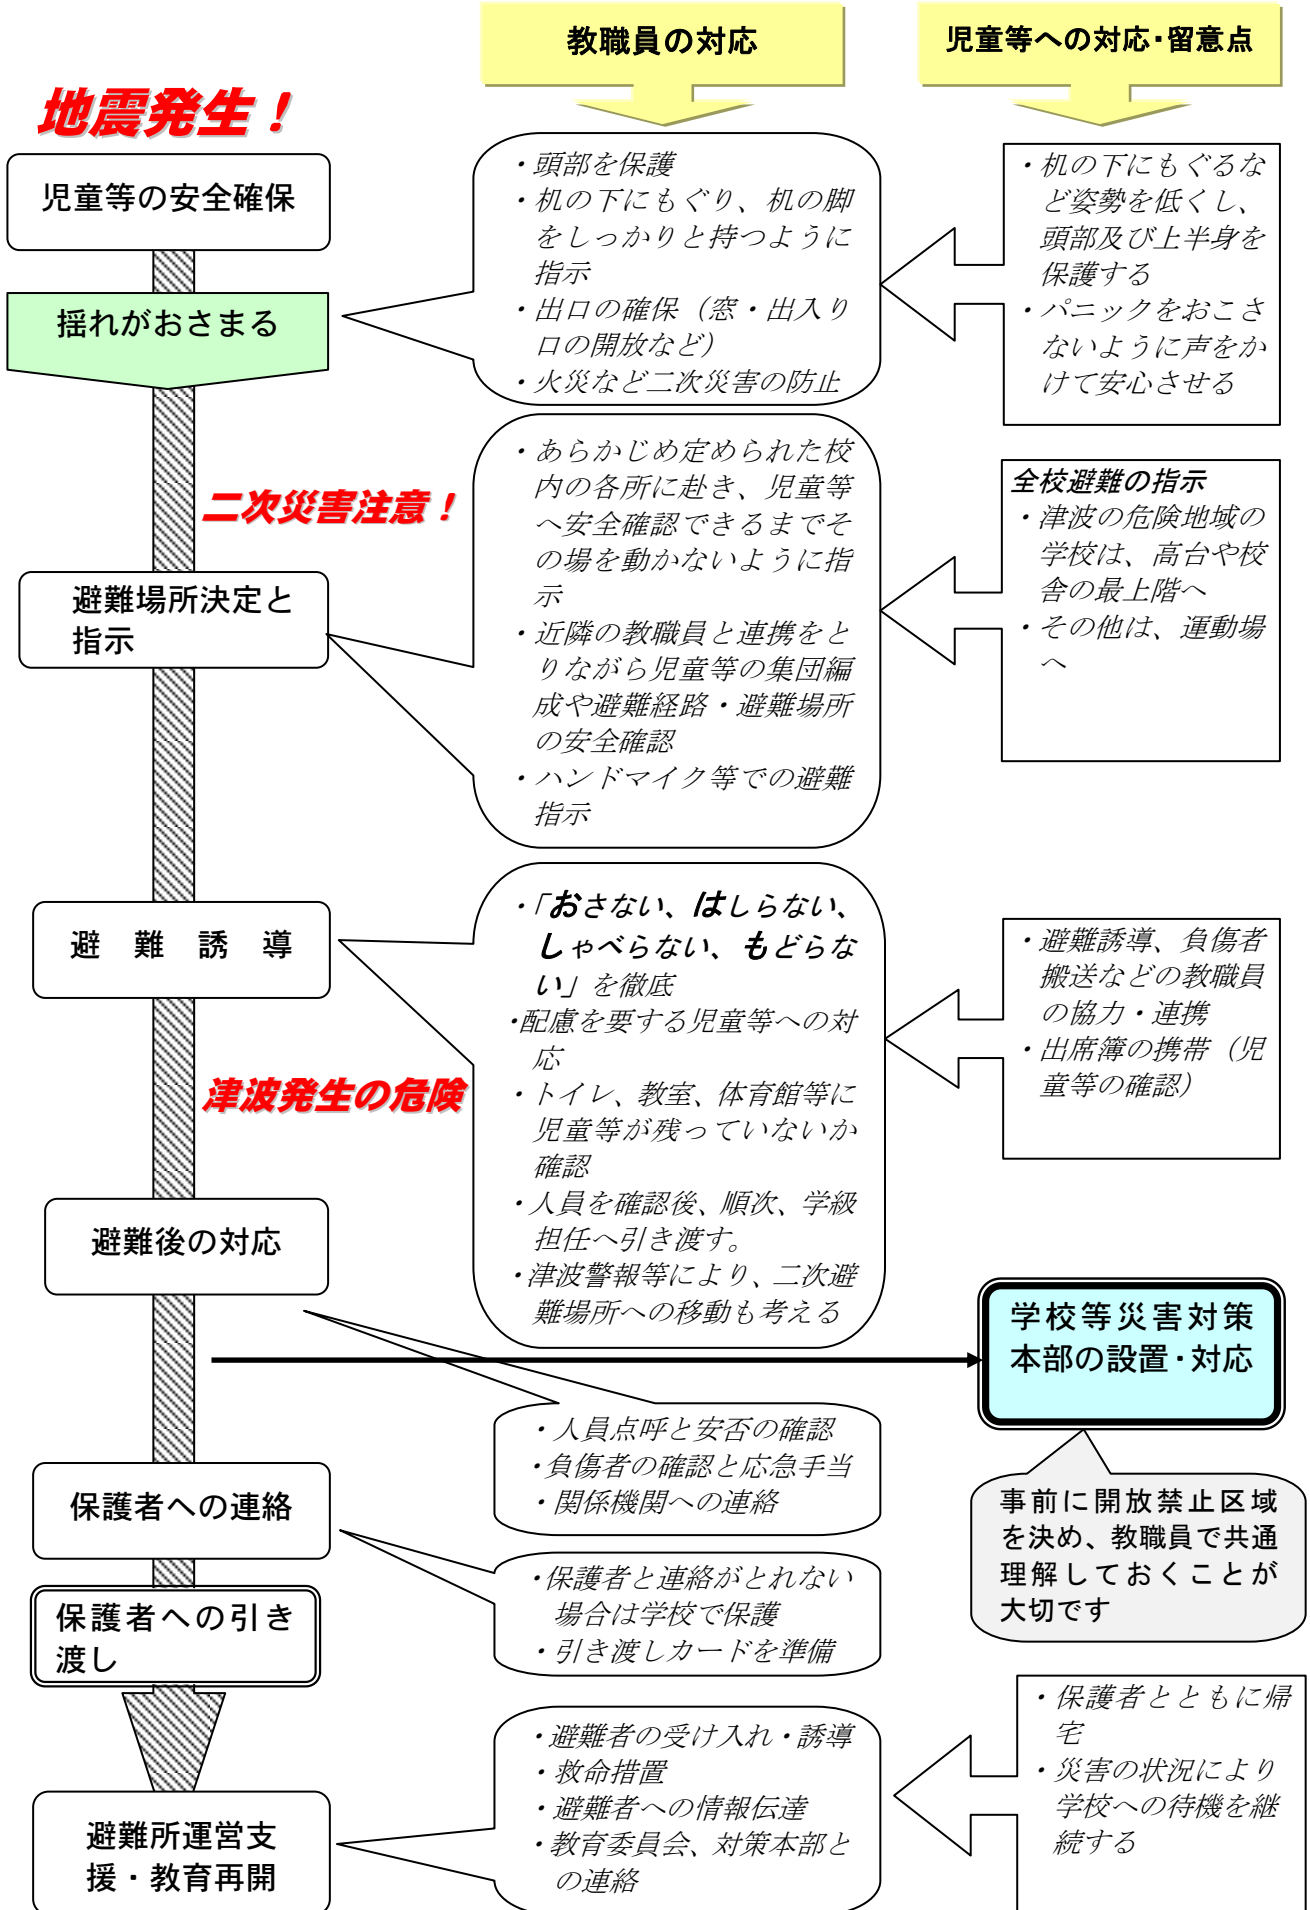 教職員の対応
児童等への対応・留意点
地震発生！
児童等の安全確保
揺れがおさまる
・頭部を保護
・机の下にもぐり、机の脚
をしっかりと持つように
指示
・出口の確保（窓・出入り
口の開放など）
・火災など二次災害の防止
・机の下にもぐるな
ど姿勢を低くし、
頭部及び上半身を
保護する
・パニックをおこさ
ないように声をか
けて安心させる
二次災害注意！
避難場所決定と
指示
・あらかじめ定められた校
内の各所に赴き、児童等
へ安全確認できるまでそ
の場を動かないように指
示
・近隣の教職員と連携をと
りながら児童等の集団編
成や避難経路・避難場所
の安全確認
・ハンドマイク等での避難
指示
全校避難の指示
・津波の危険地域の
学校は、高台や校
舎の最上階へ
・その他は、運動場
へ
避　難　誘　導
・「おさない、はしらない、
しゃべらない、もどらな
い」を徹底
・配慮を要する児童等への対
応
・トイレ、教室、体育館等に
児童等が残っていないか
確認
・人員を確認後、順次、学級
担任へ引き渡す。
・津波警報等により、二次避
難場所への移動も考える
・避難誘導、負傷者
搬送などの教職員
の協力・連携
・出席簿の携帯（児
童等の確認）
津波発生の危険
避難後の対応
学校等災害対策
本部の設置・対応
・人員点呼と安否の確認
・負傷者の確認と応急手当
・関係機関への連絡
事前に開放禁止区域
を決め、教職員で共通
理解しておくことが
大切です
保護者への連絡
・保護者と連絡がとれない
場合は学校で保護
・引き渡しカードを準備
保護者への引き
渡し
避難所運営支
援・教育再開
・避難者の受け入れ・誘導
・救命措置
・避難者への情報伝達
・教育委員会、対策本部と
の連絡
・保護者とともに帰
宅
・災害の状況により
学校への待機を継
続する